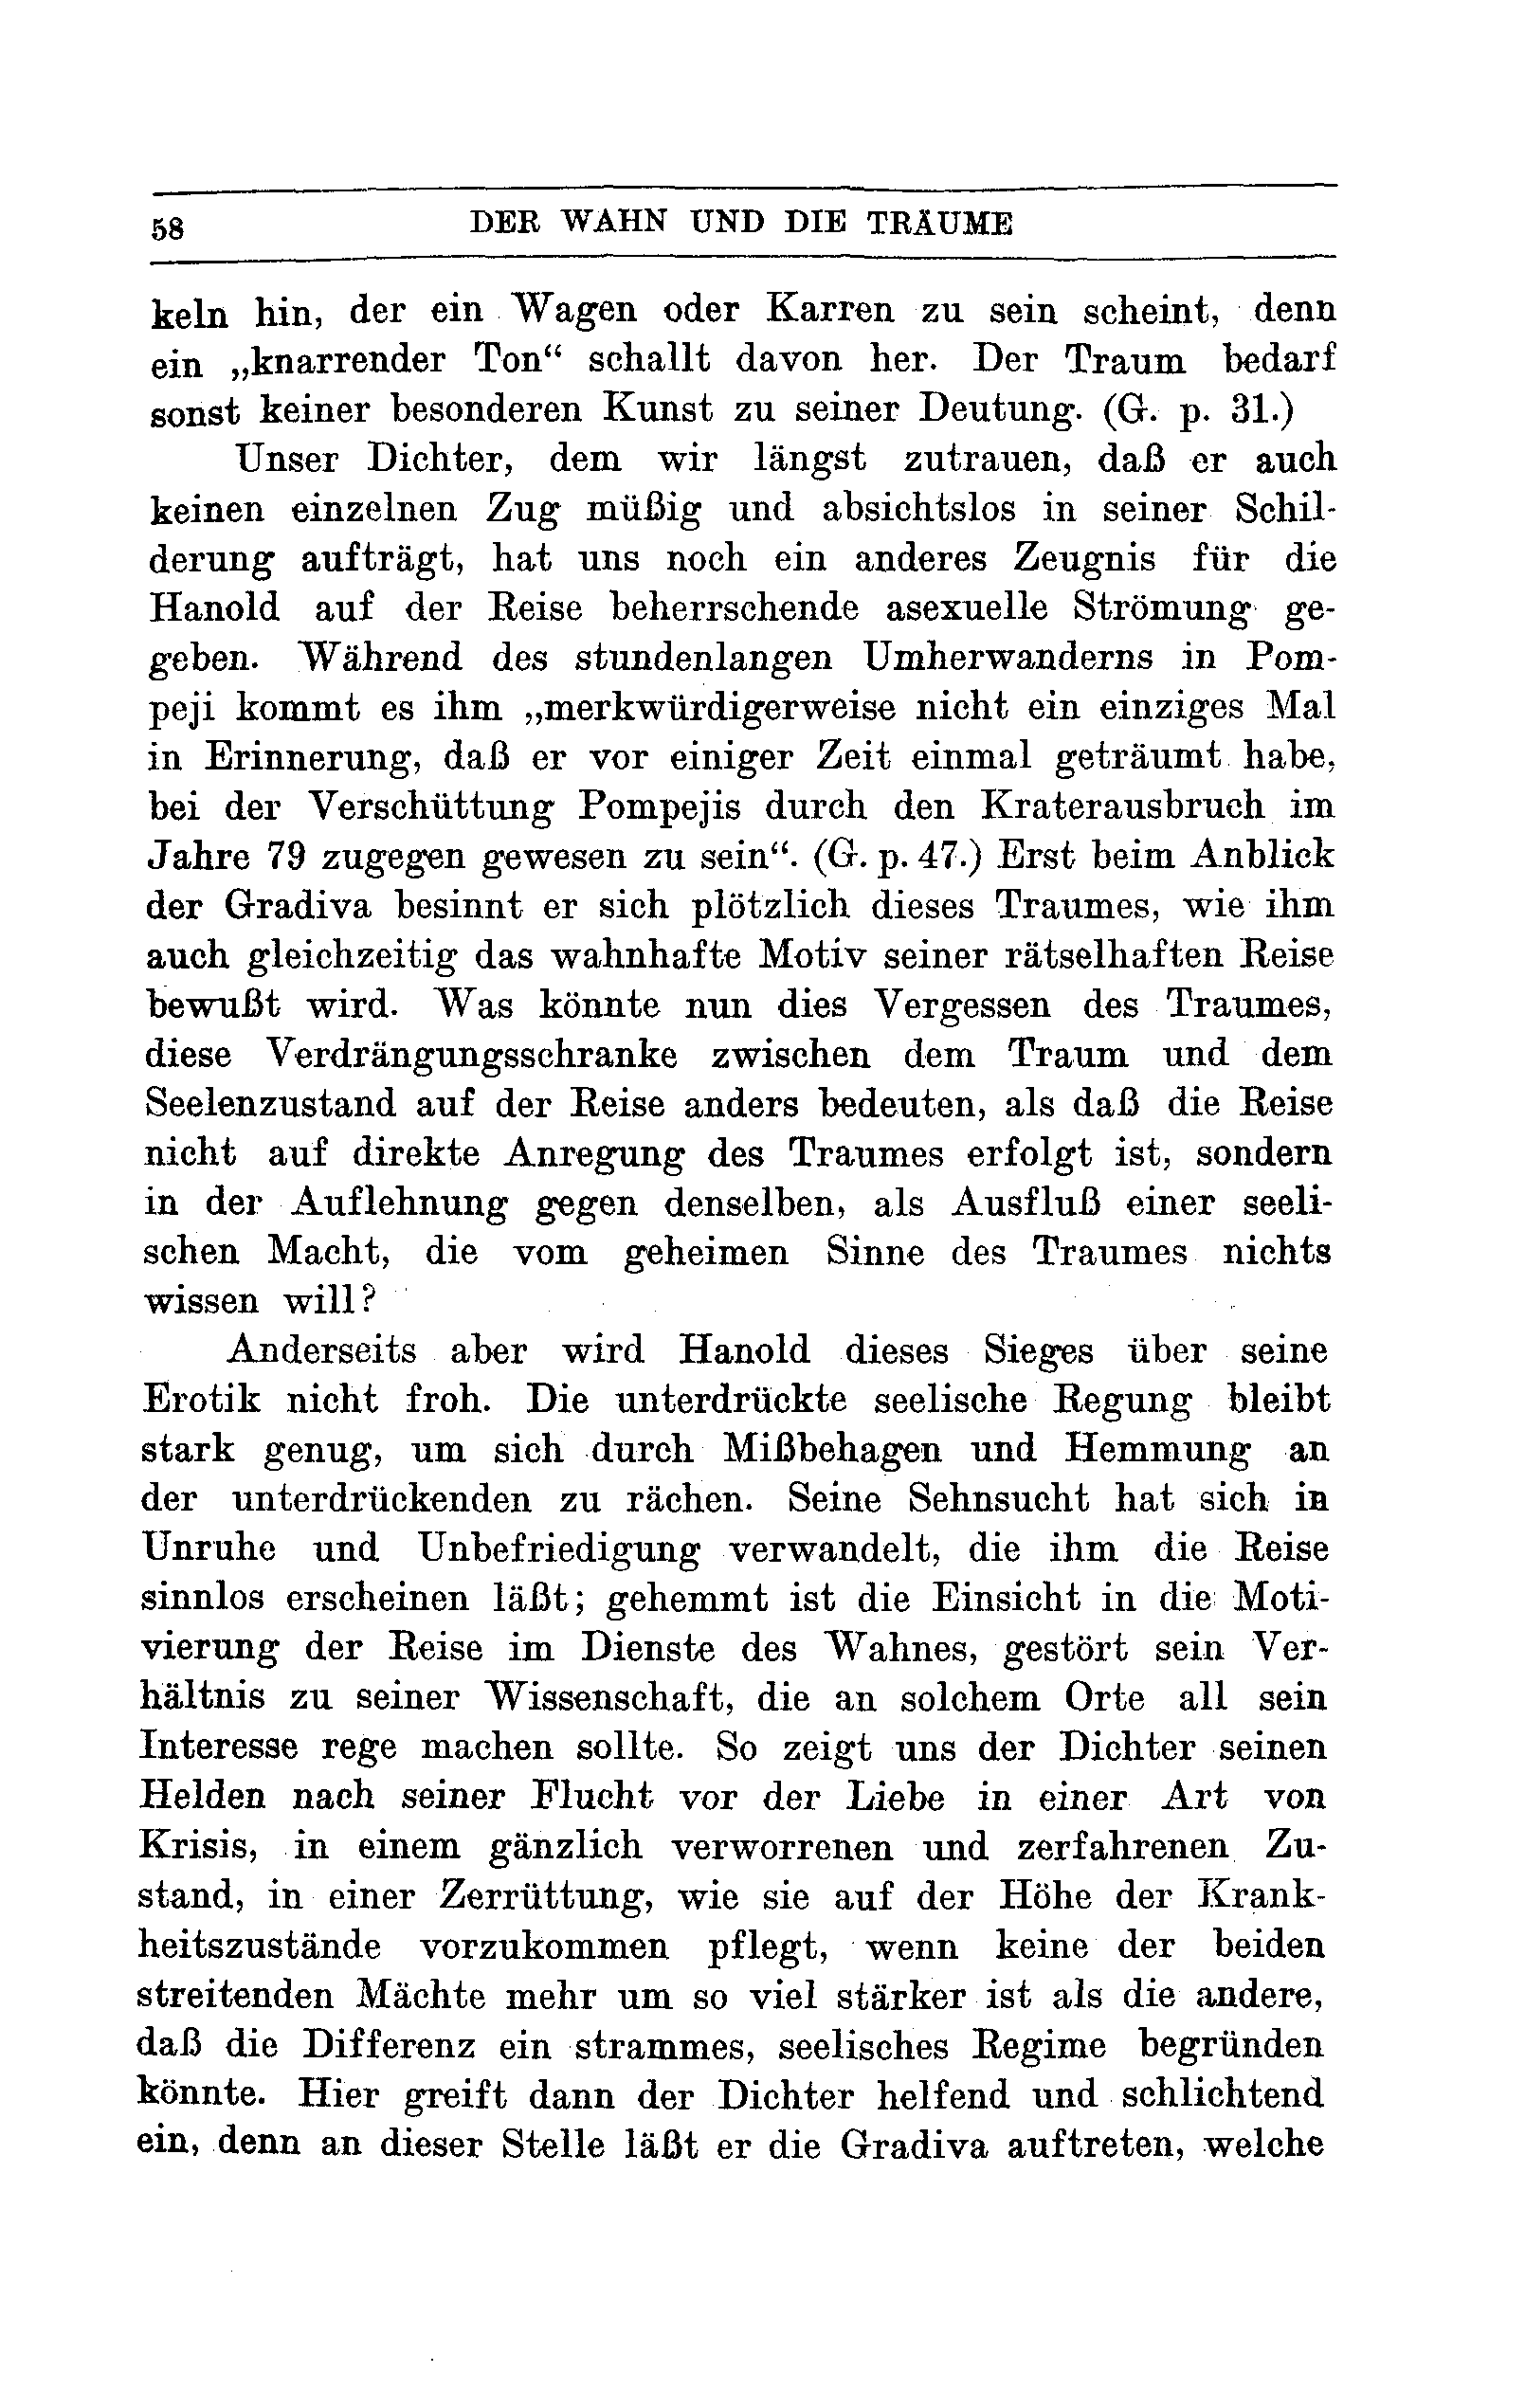 58 DER WAHN UND DIE TRÄUME
keln hin, der ein Wagen oder Karren zu sein scheint, denn
ein „knarrender Ton“ schallt davon her. Der Traum bedarf
sonst keiner besonderen Kunst zu seiner Deutung. (G. p. 31.)
Unser Dichter, dem wir längst zutrauen, daß er auch
keinen einzelnen Zug müßig und absichtslos in seiner Schil-
derung aufträgt, hat uns noch ein anderes Zeugnis für die
Hanold auf der Reise beherrschende asexuelle Strömung ge-
geben. Während des stundenlangen Umherwanderns in Pom-
peji kommt es ihm „merkwürdigerweise nicht ein einziges Mal
in Erinnerung, daß er vor einiger Zeit einmal geträumt habe,
bei der Verschüttung Pompejis durch den Kraterausbruch im
Jahre 79 zugegen gewesen zu sein“. (G. p. 47.) Erst beim Anblick
der Gradiva besinnt er sich plötzlich dieses Traumes, wie ihm
auch gleichzeitig das wahnhafte Motiv seiner rätselhaften Reise
bewußt wird. Was könnte nun dies Vergessen des Traumes,
diese Verdrängungsschranke zwischen dem Traum und dem
Seelenzustand auf der Reise anders bedeuten, als daß die Reise
nicht auf direkte Anregung des Traumes erfolgt ist, sondern
in der Auflehnung gegen denselben, als Ausfluß einer seeli-
schen Macht, die vom geheimen Sinne des Traumes nichts
wissen will?
Anderseits aber wird Hanold dieses Sieges über seine
Erotik nicht froh. Die unterdrückte seelische Regung bleibt
stark genug, um sich durch Mißbehagen und Hemmung an
der unterdrückenden zu rächen. Seine Sehnsucht hat sich in
Unruhe und Unbefriedigung verwandelt, die ihm die Reise
sinnlos erscheinen läßt; gehemmt ist die Einsicht in die Moti-
vierung der Reise im Dienste des Wahnes, gestört sein Ver-
hältnis zu seiner Wissenschaft, die an solchem Orte all sein
Interesse rege machen sollte. So zeigt uns der Dichter seinen
Helden nach seiner Flucht vor der Liebe in einer Art von
Krisis, in einem gänzlich verworrenen und zerfahrenen Zu-
stand, in einer Zerrüttung, wie sie auf der Höhe der Krank-
heitszustände vorzukommen pflegt, wenn keine der beiden
streitenden Mächte mehr um so viel stärker ist als die andere,
daß die Differenz ein strammes, seelisches Regime begründen
könnte. Hier greift dann der Dichter helfend und schlichtend
ein, denn an dieser Stelle läßt er die Gradiva auftreten, welche